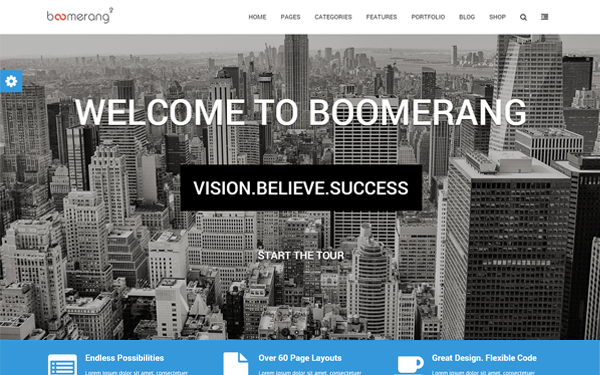 boomerang2
HOME PAGES CATEGORIES FEATURES PORTFOLIO BLOG SHOP
WELCOME TO BOOMERANG
VISION.BELIEVE.SUCCESS
START THE TOUR
Endless Possibilities Over 60 Page Layouts Great Design. Flexible Code
Lorem ipsum dolor sit amet, consectetuer Lorem ipsum dolor sit amet, consectetuer Lorem ipsum dolor sit amet, consectetuer